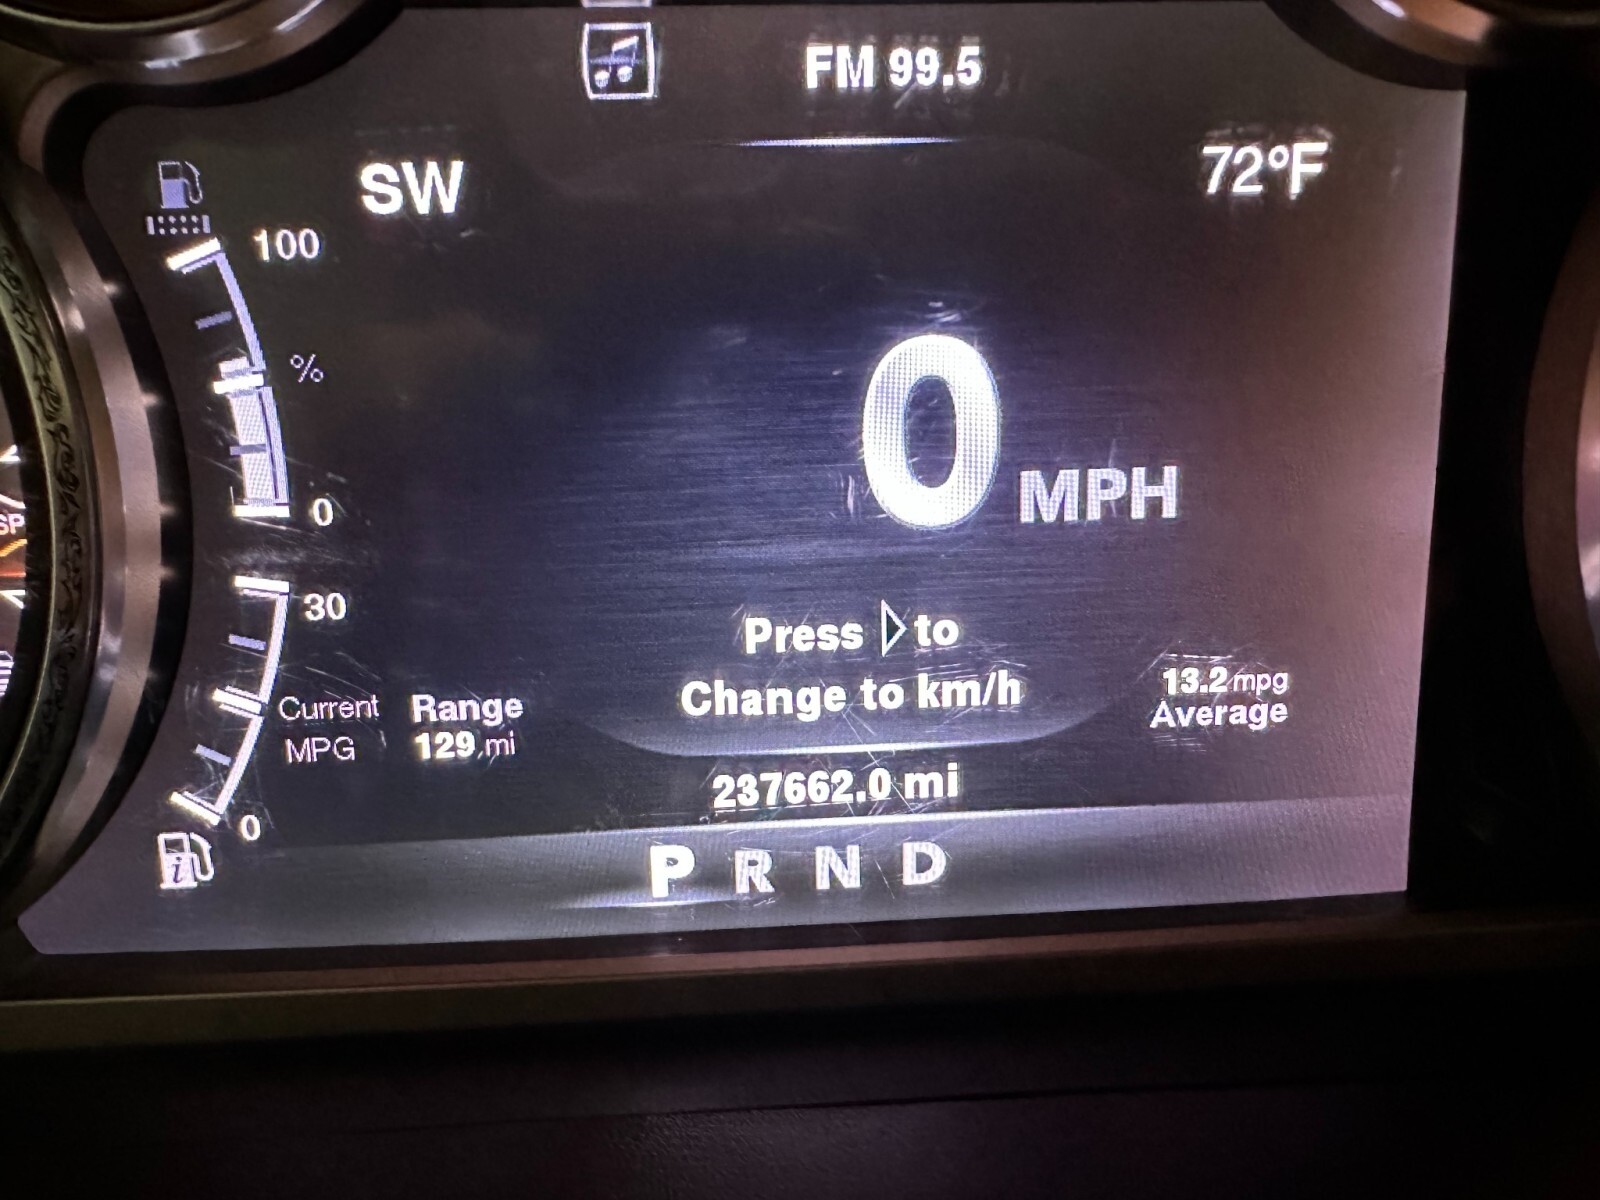 FM 99.5
SW
72°F
100
%
0
0 MPH
30
Press ▷ to
Change to km/h
Current MPG
Range
129 mi
13.2 mpg
Average
0
237662.0 mi
P R N D